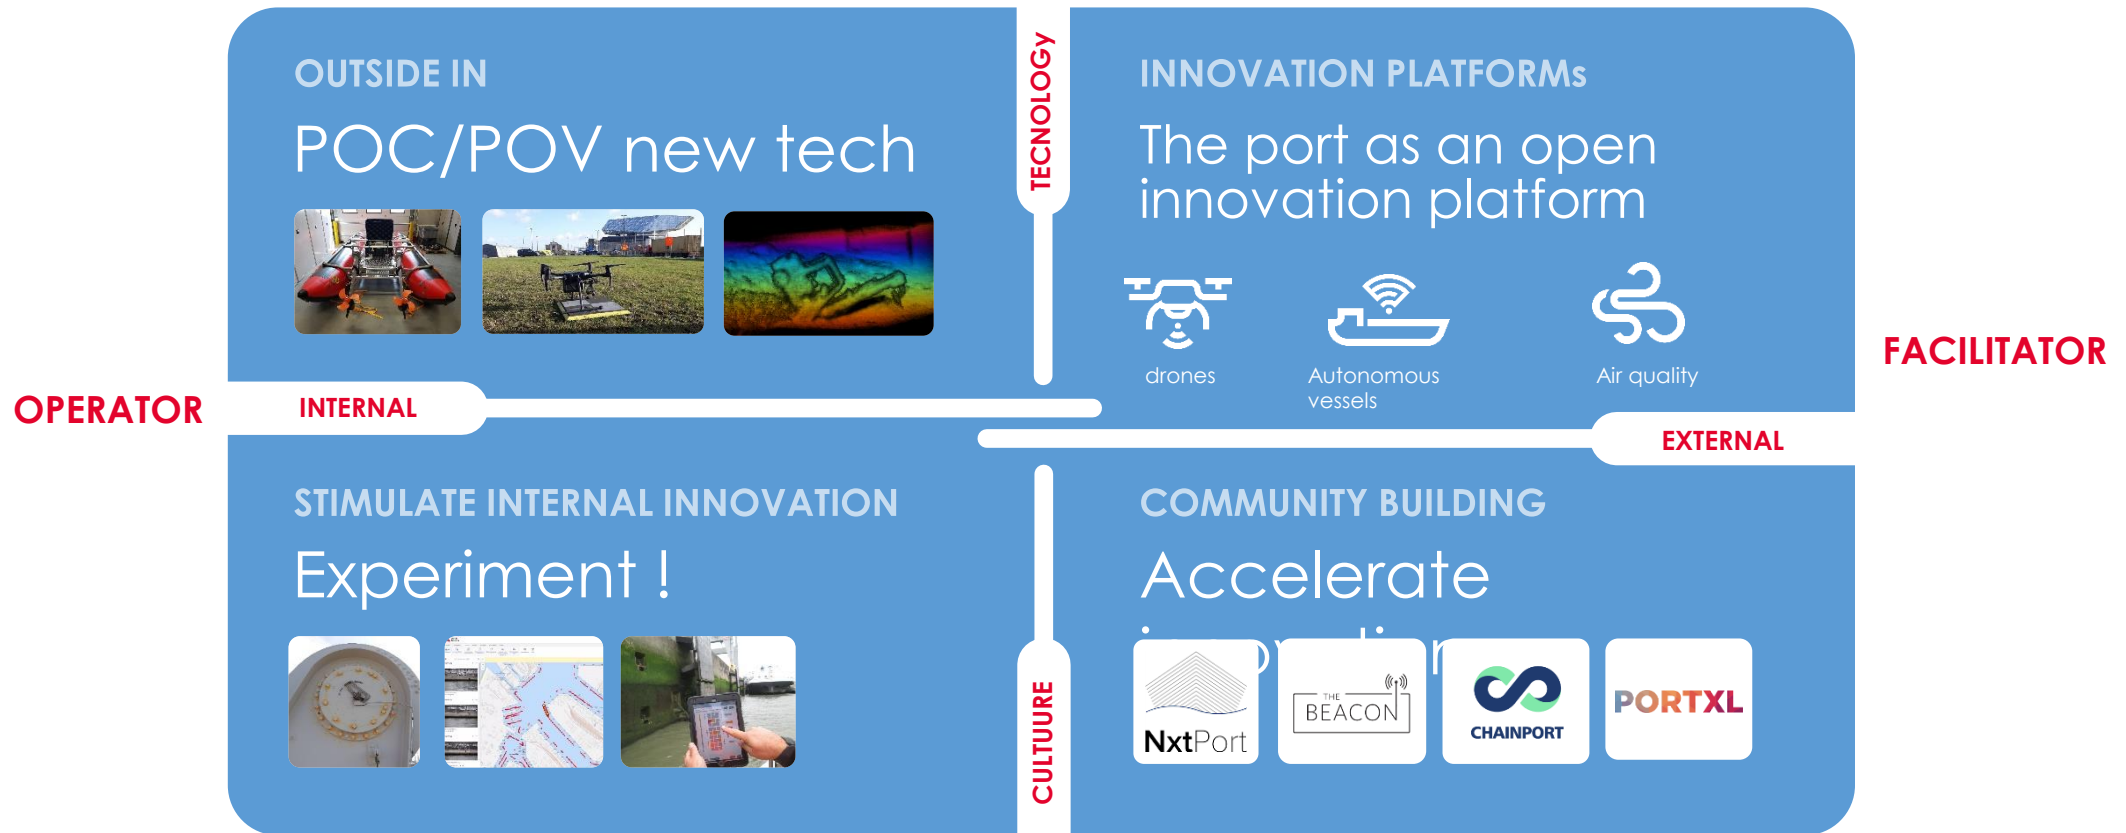 OUTSIDE IN
POC/POV new tech
TECNOLOGy
INNOVATION PLATFORMs
The port as an open
innovation platform
drones
Autonomous
vessels
Air quality
OPERATOR
INTERNAL
FACILITATOR
EXTERNAL
STIMULATE INTERNAL INNOVATION
Experiment !
CULTUURE
COMMUNITY BUILDING
Accelerate
NxtPort
THE
BEACON
CHAINPORT
PORTXL